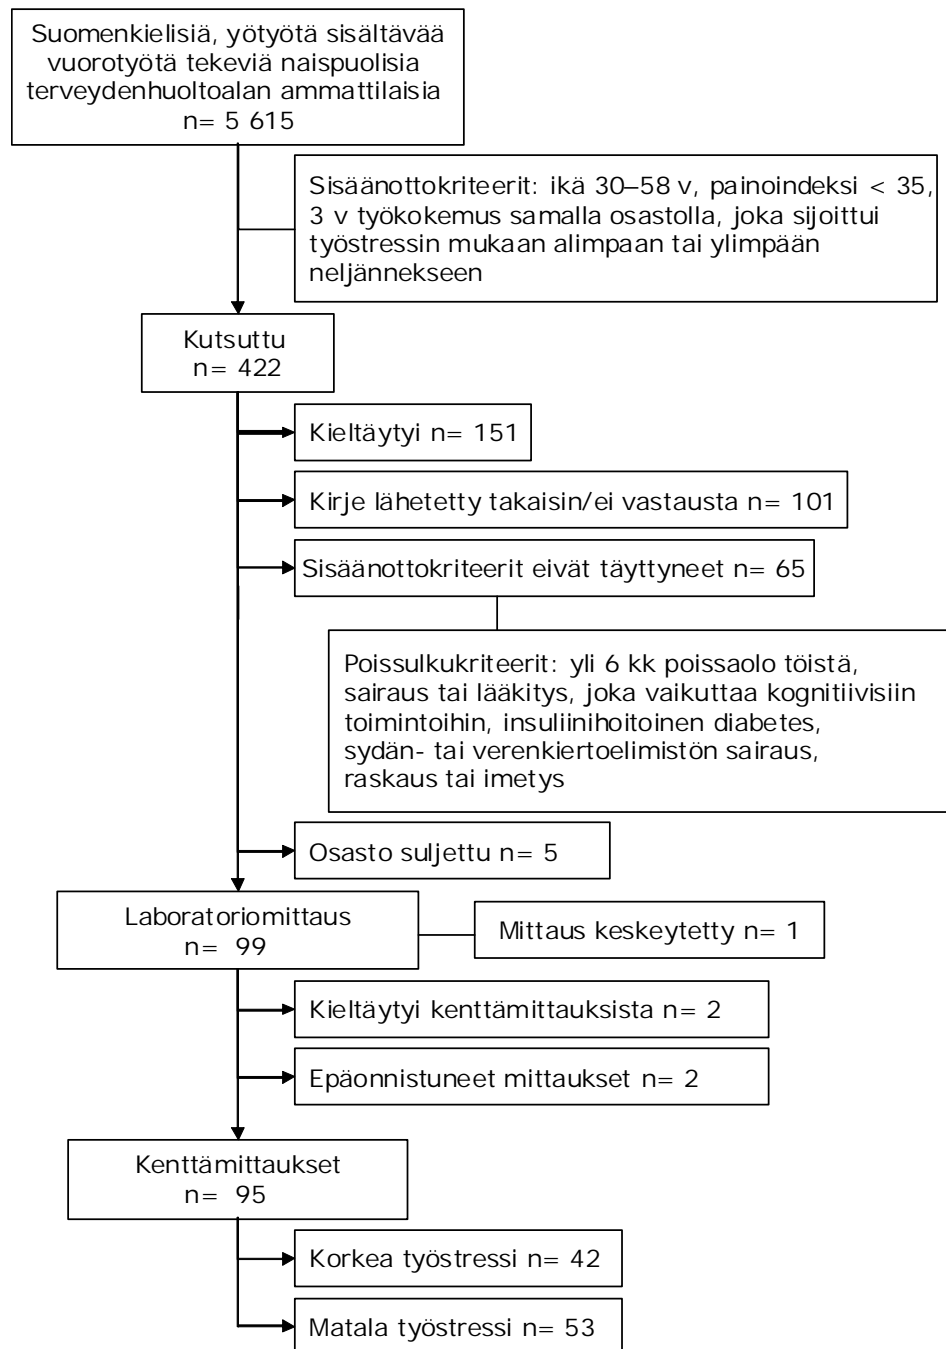 Suomenkielisiä, yötyötä sisältävää
vuorotyötä tekeviä naispuolisia
terveydenhuoltoalan ammattilaisia
n= 5 615
Sisäänottokriteerit: ikä 30–58 v, painoindeksi < 35,
3 v työkokemus samalla osastolla, joka sijoittui
työstressin mukaan alimpaan tai ylimpään
neljännekseen
Kutsuttu
n= 422
Kieltäytyi n= 151
Kirje lähetetty takaisin/ei vastausta n= 101
Sisäänottokriteerit eivät täyttyneet n= 65
Poissulkukriteerit: yli 6 kk poissaolo töistä,
sairaus tai lääkitys, joka vaikuttaa kognitiivisiin
toimintoihin, insuliinihoitoinen diabetes,
sydän- tai verenkiertoelimistön sairaus,
raskaus tai imetys
Osasto suljettu n= 5
Laboratoriomittaus
n= 99
Mittaus keskeytetty n= 1
Kieltäytyi kenttämittauksista n= 2
Epäonnistuneet mittaukset n= 2
Kenttämittaukset
n= 95
Korkea työstressi n= 42
Matala työstressi n= 53